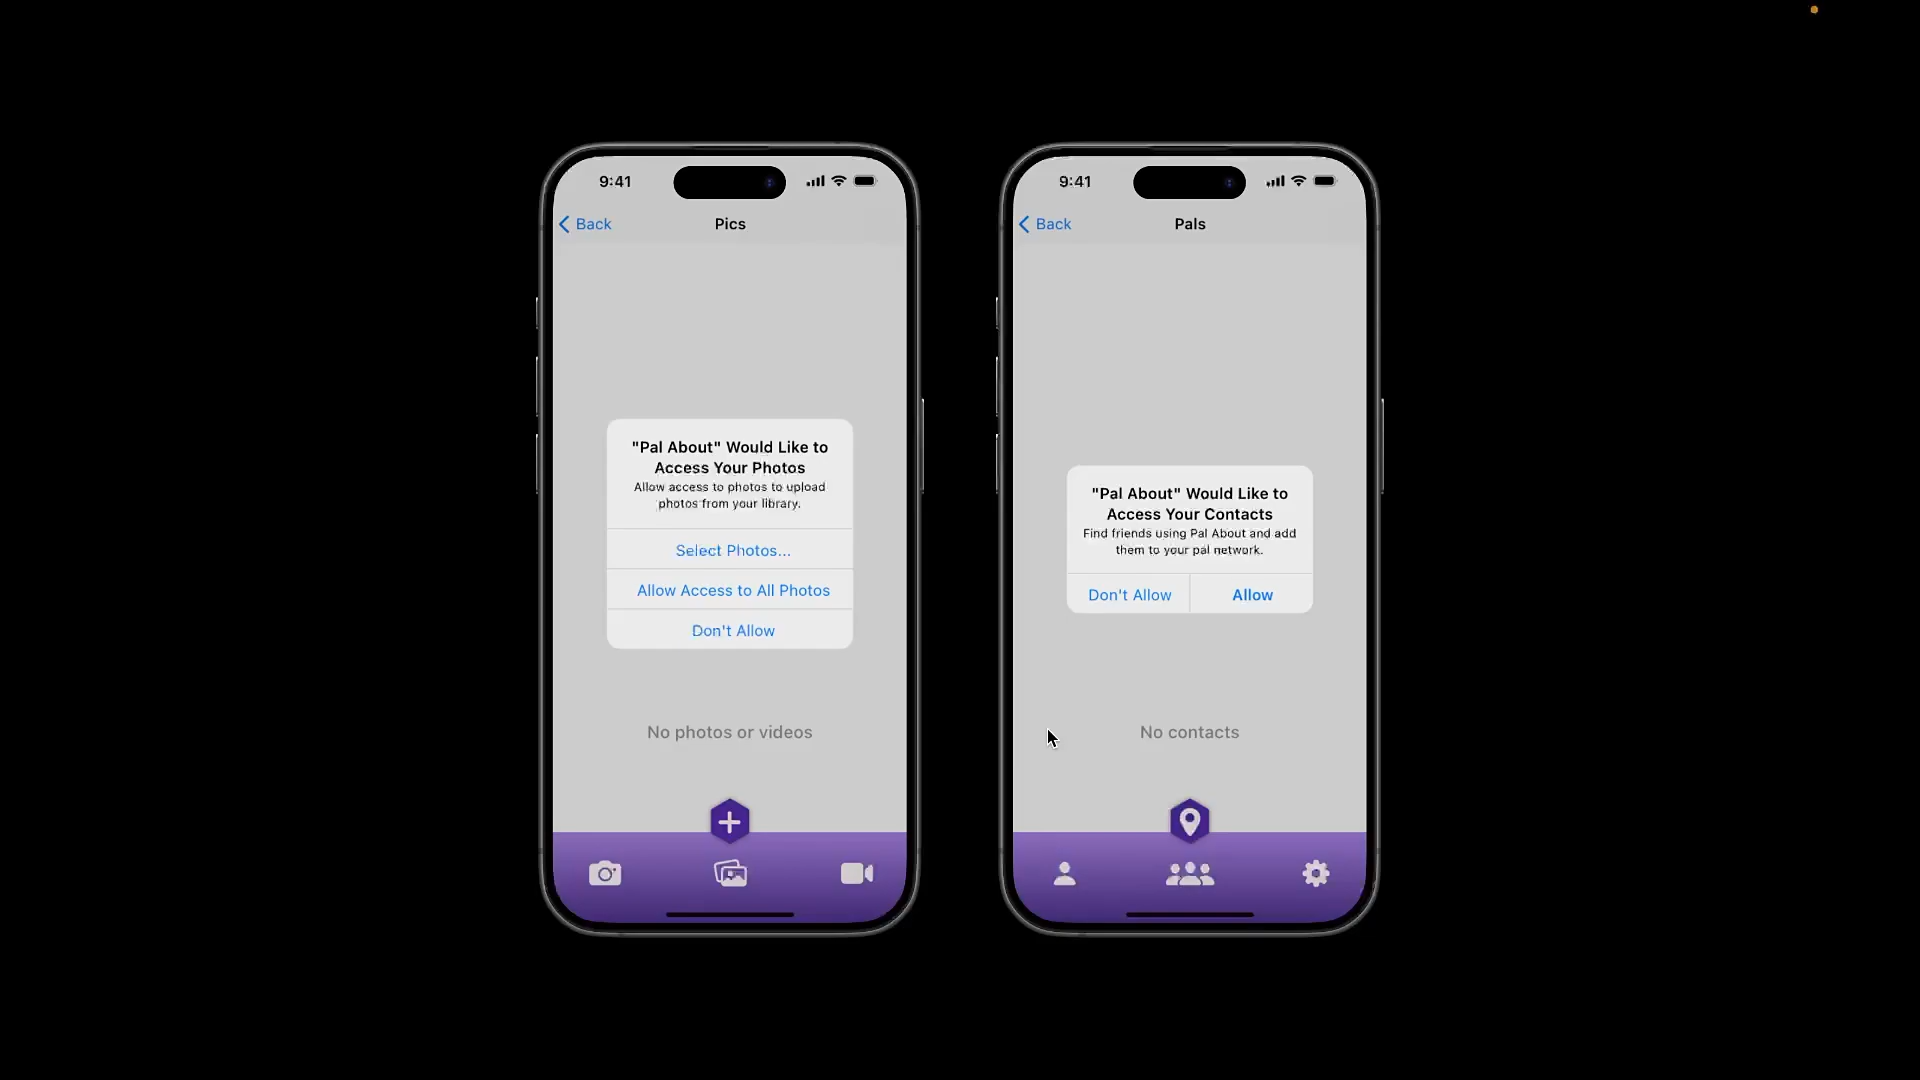 9:41
Back
Pics
"Pal About" Would Like to
Access Your Photos
Allow access to photos to upload
photos from your library.
Select Photos...
Allow Access to All Photos
Don't Allow
No photos or videos
9:41
Back
Pals
"Pal About" Would Like to
Access Your Contacts
Find friends using Pal About and add
them to your pal network.
Don't Allow
Allow
No contacts